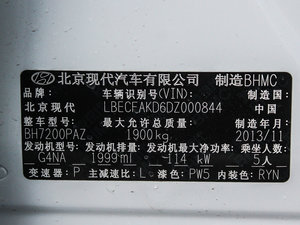 北京现代汽车有限公司 制造 BHMC
品牌: 车辆识别号(VIN): 制造国:
北京现代 LBECFAKD6DZ000844 中国
整车型号: 最大允许总质量: 制造年月:
BH7200PAZ 1900kg 2013/11
发动机型号: 发动机排量: 发动机最大净功率: 乘坐人数:
G4NA 1999ml 114 kW 5人
变速器: P 主减速比: L 漆色: PW5 内装色: RYN